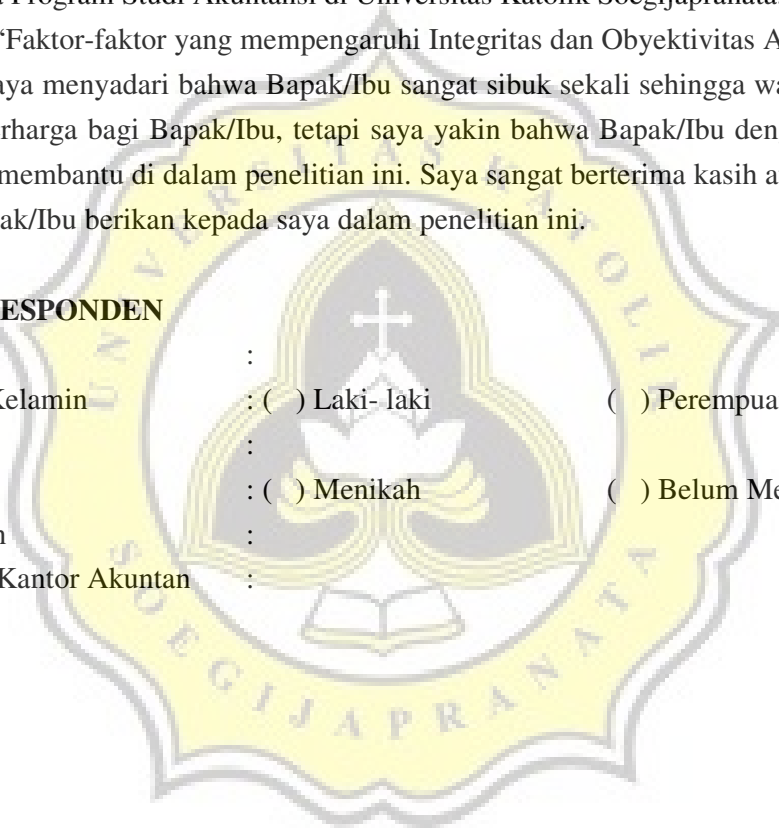 Program Studi Akuntansi di Universitas Katolik Soegijapranata.
“Faktor-faktor yang mempengaruhi Integritas dan Obyektivitas A
aya menyadari bahwa Bapak/Ibu sangat sibuk sekali sehingga wa
rharga bagi Bapak/Ibu, tetapi saya yakin bahwa Bapak/Ibu den
membantu di dalam penelitian ini. Saya sangat berterima kasih a
ak/Ibu berikan kepada saya dalam penelitian ini.
ESPONDEN
:
Kelamin : ( ) Laki- laki ( ) Perempua
:
: ( ) Menikah ( ) Belum Me
n :
Kantor Akuntan :
UNIVERSITAS KATOLIK
SOEGIJAPRANATA